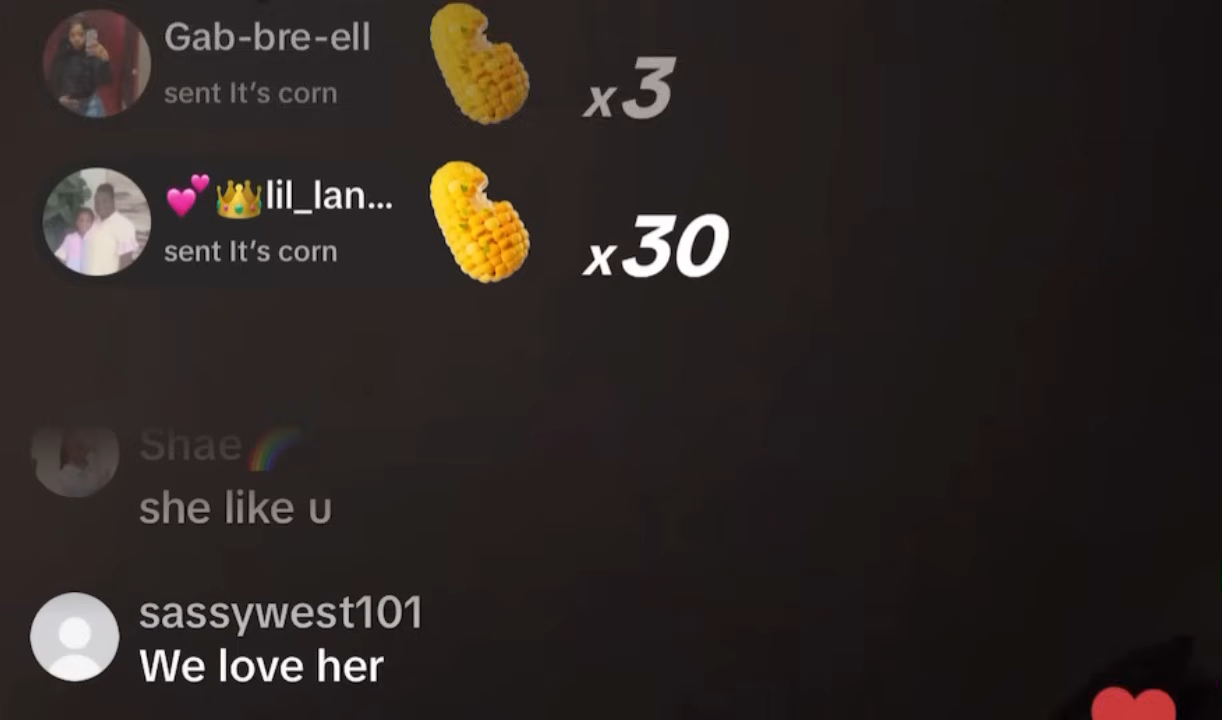 Gab-bre-ell
sent It's corn
x3
💕👑lil_lan...
sent It's corn
x30
Shae🌈
she like u
sassywest101
We love her